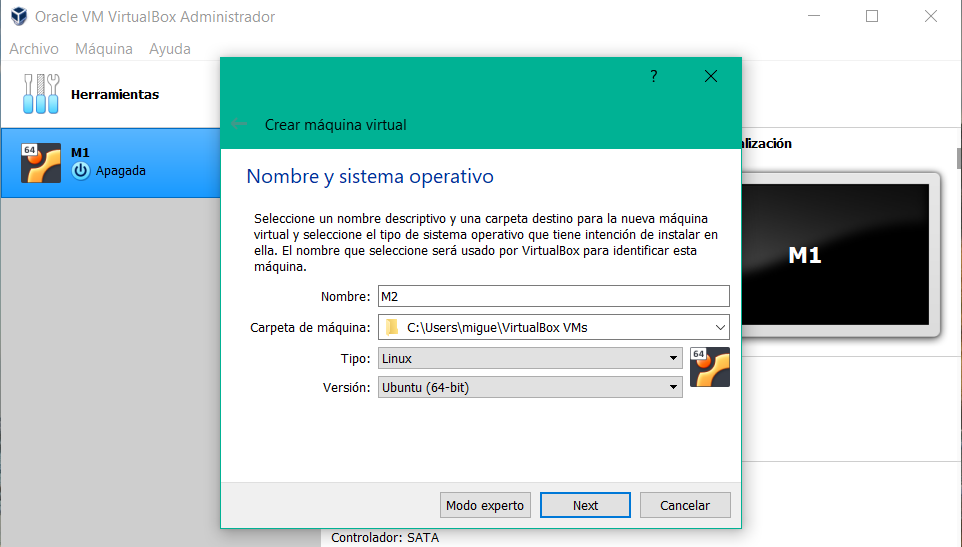 Oracle VM VirtualBox Administrador
Archivo Máquina Ayuda
Herramientas
64
M1
Apagada
alización
M1
?
Crear máquina virtual
Nombre y sistema operativo
Seleccione un nombre descriptivo y una carpeta destino para la nueva máquina
virtual y seleccione el tipo de sistema operativo que tiene intención de instalar en
ella. El nombre que seleccione será usado por VirtualBox para identificar esta
máquina.
Nombre: M2
Carpeta de máquina: C:\Users\migue\VirtualBox VMs
Tipo: Linux
64
Versión: Ubuntu (64-bit)
Modo experto Next Cancelar
Controlador: SATA